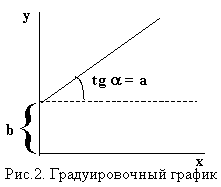 y
tg α = a
b
x
Рис.2. Градуировочный график